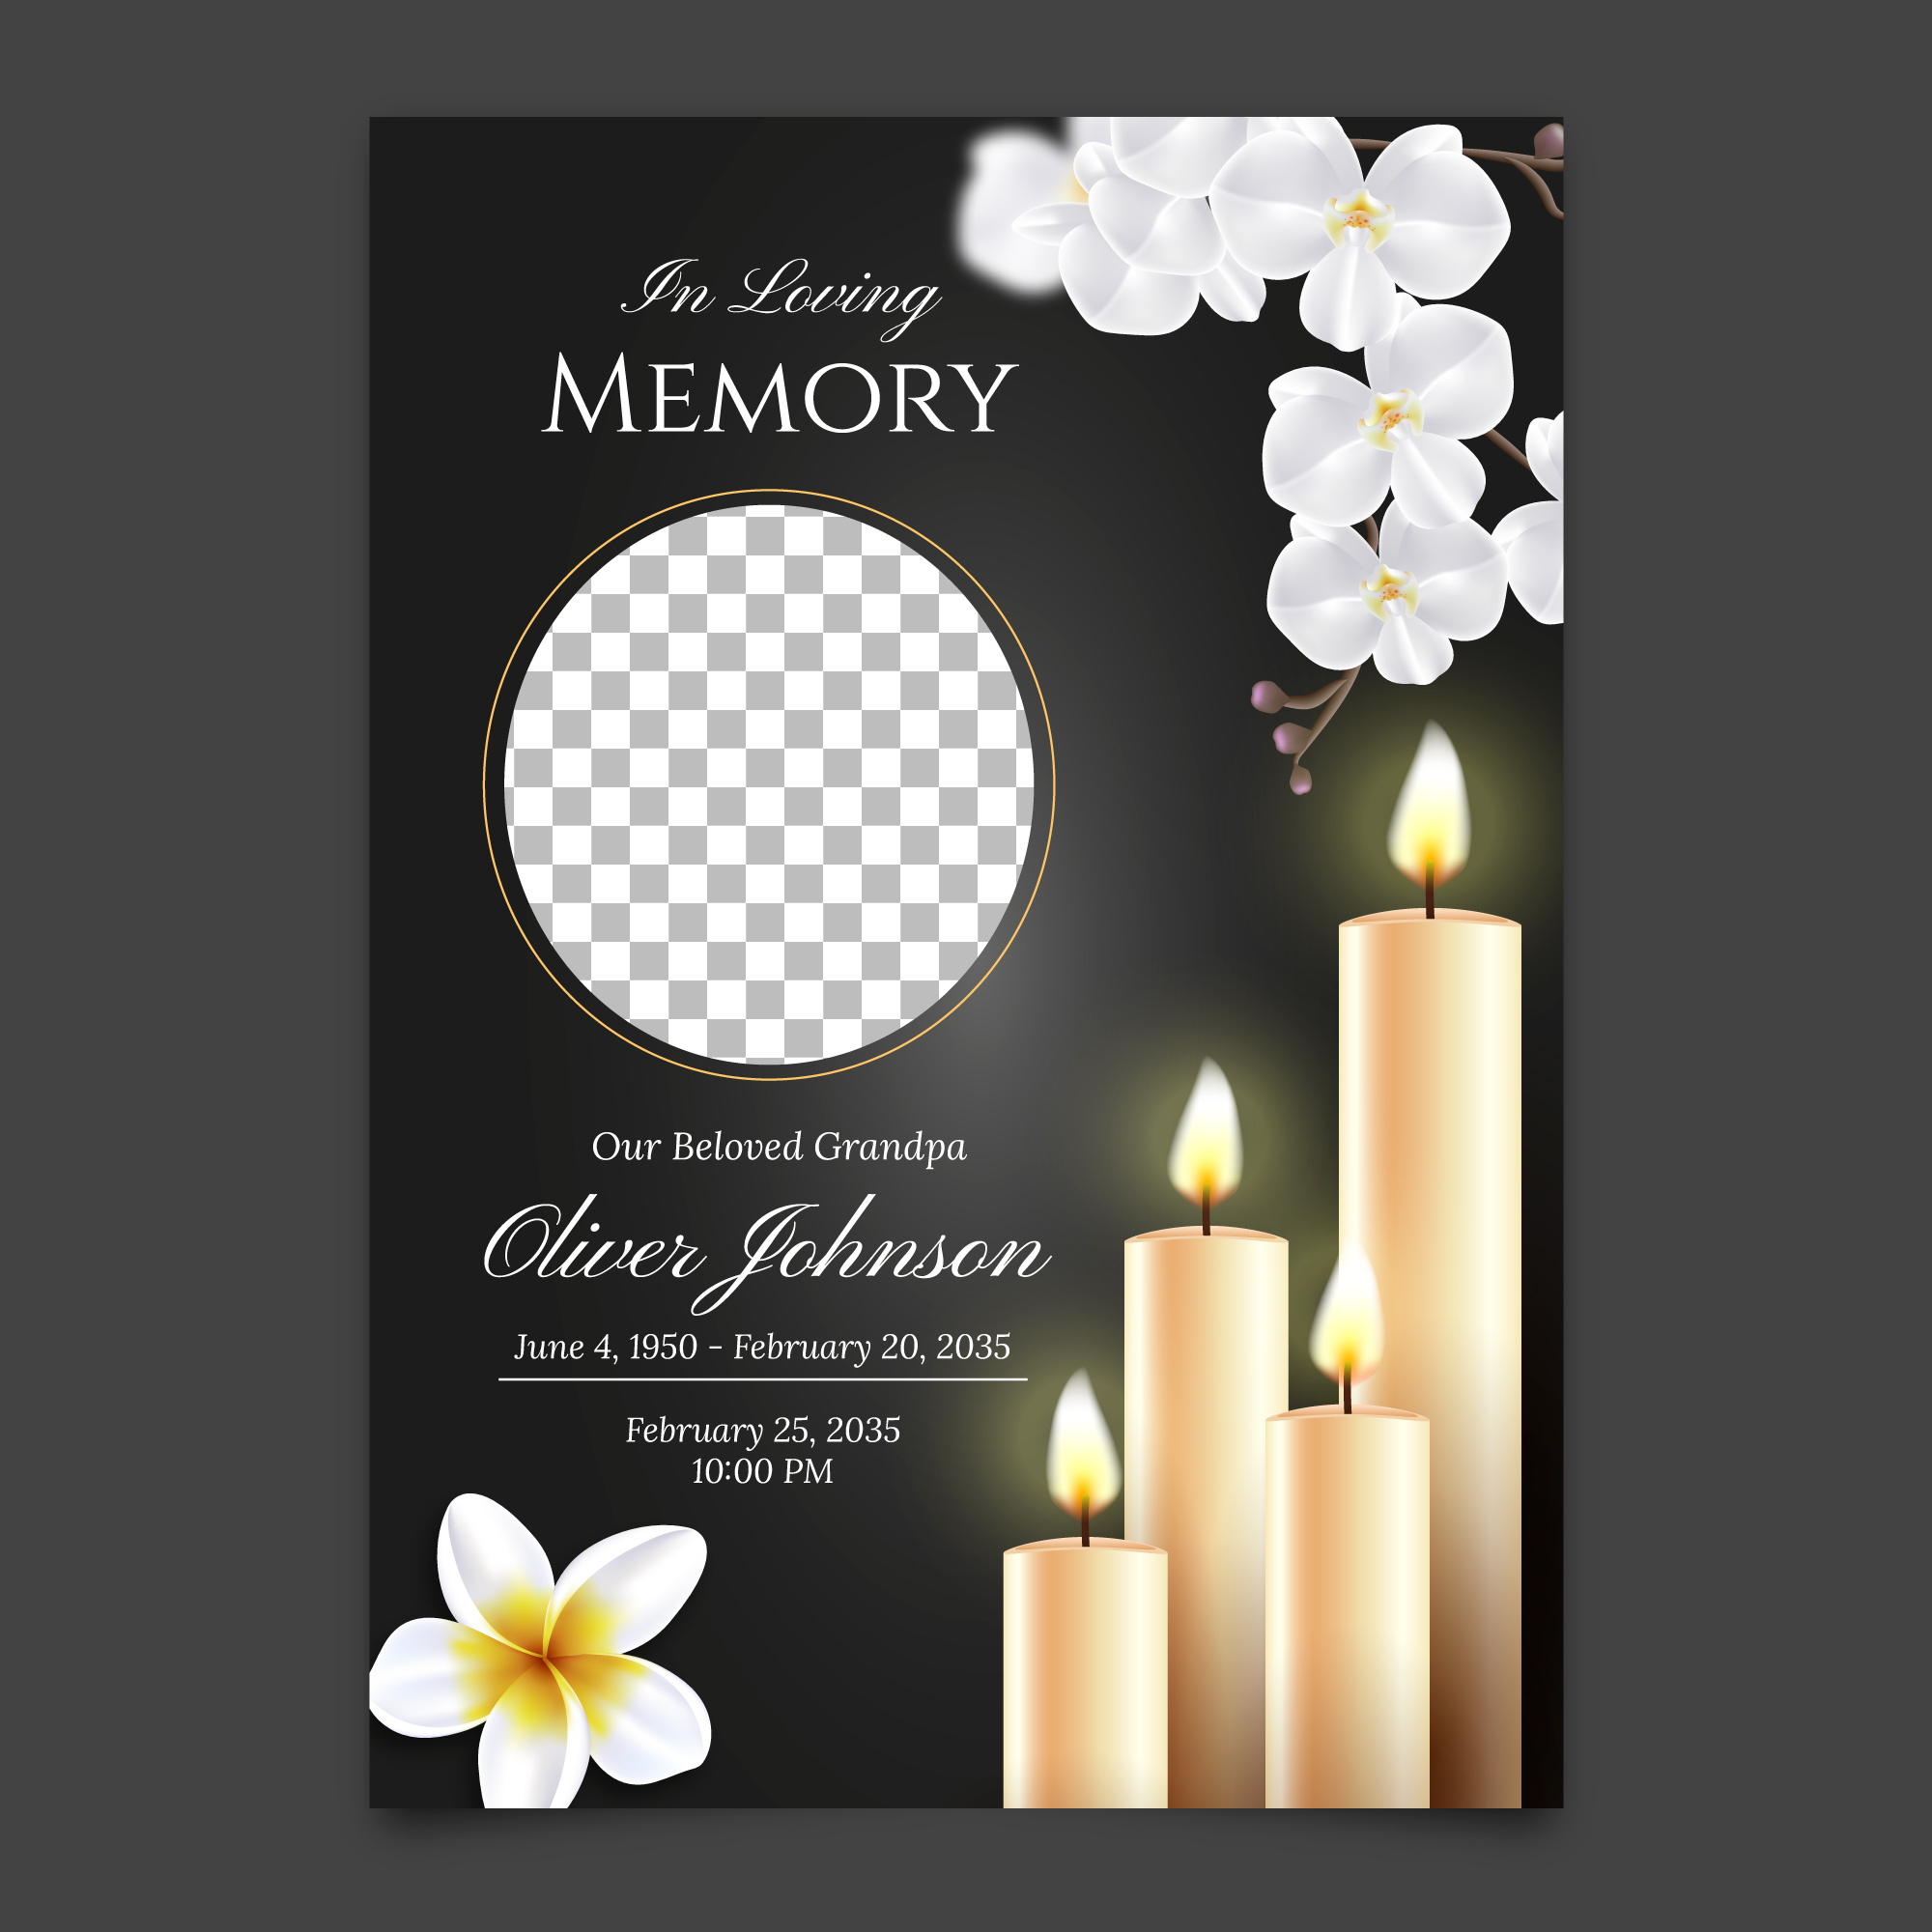 In Loving
MEMORY
Our Beloved Grandpa
Oliver Johnson
June 4, 1950 - February 20, 2035
February 25, 2035
10:00 PM